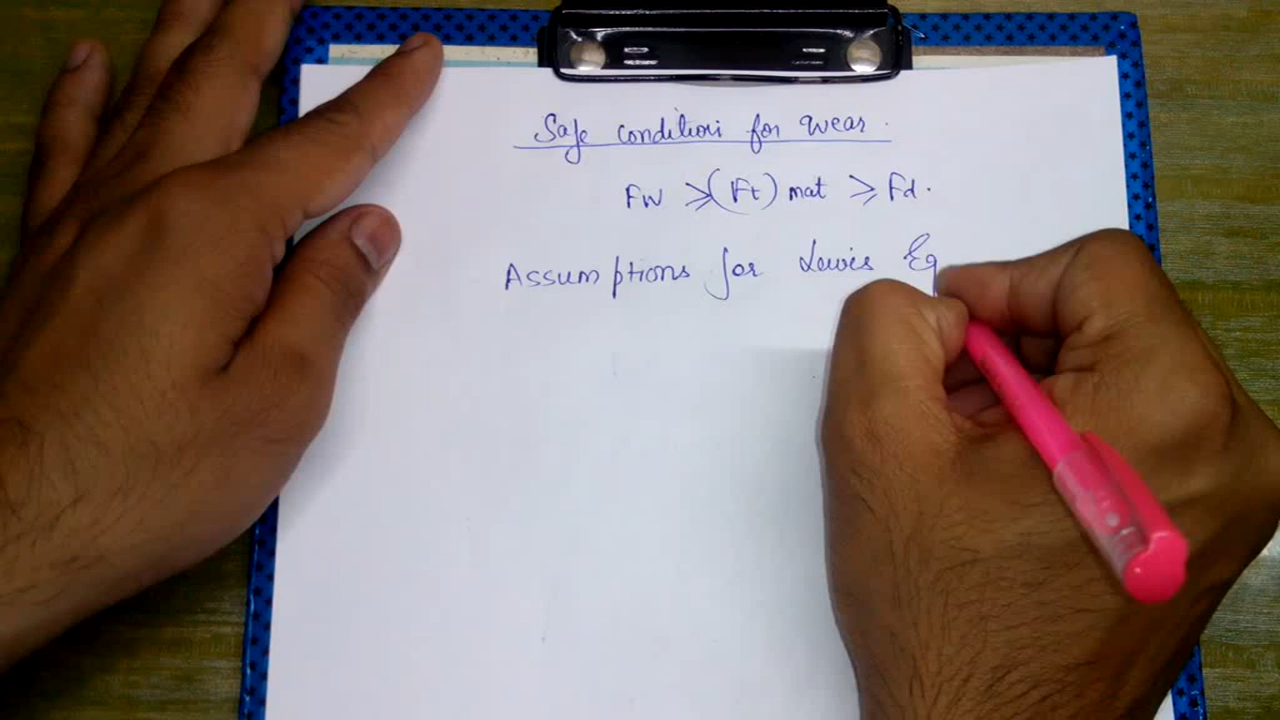 Safe condition for wear.
Fw ≥ (Ft) mat ≥ Fd.
Assumptions for Lewis Eq